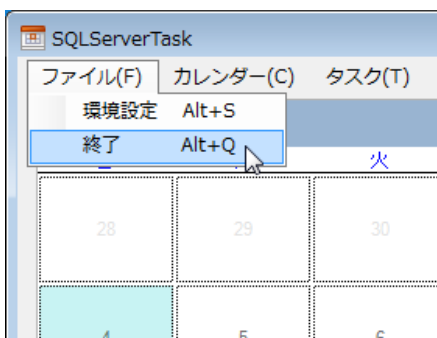 SQLServerTask
ファイル(F) カレンダー(C) タスク(T)
環境設定 Alt+S
終了 Alt+Q
火
28 29 30
4 5 6